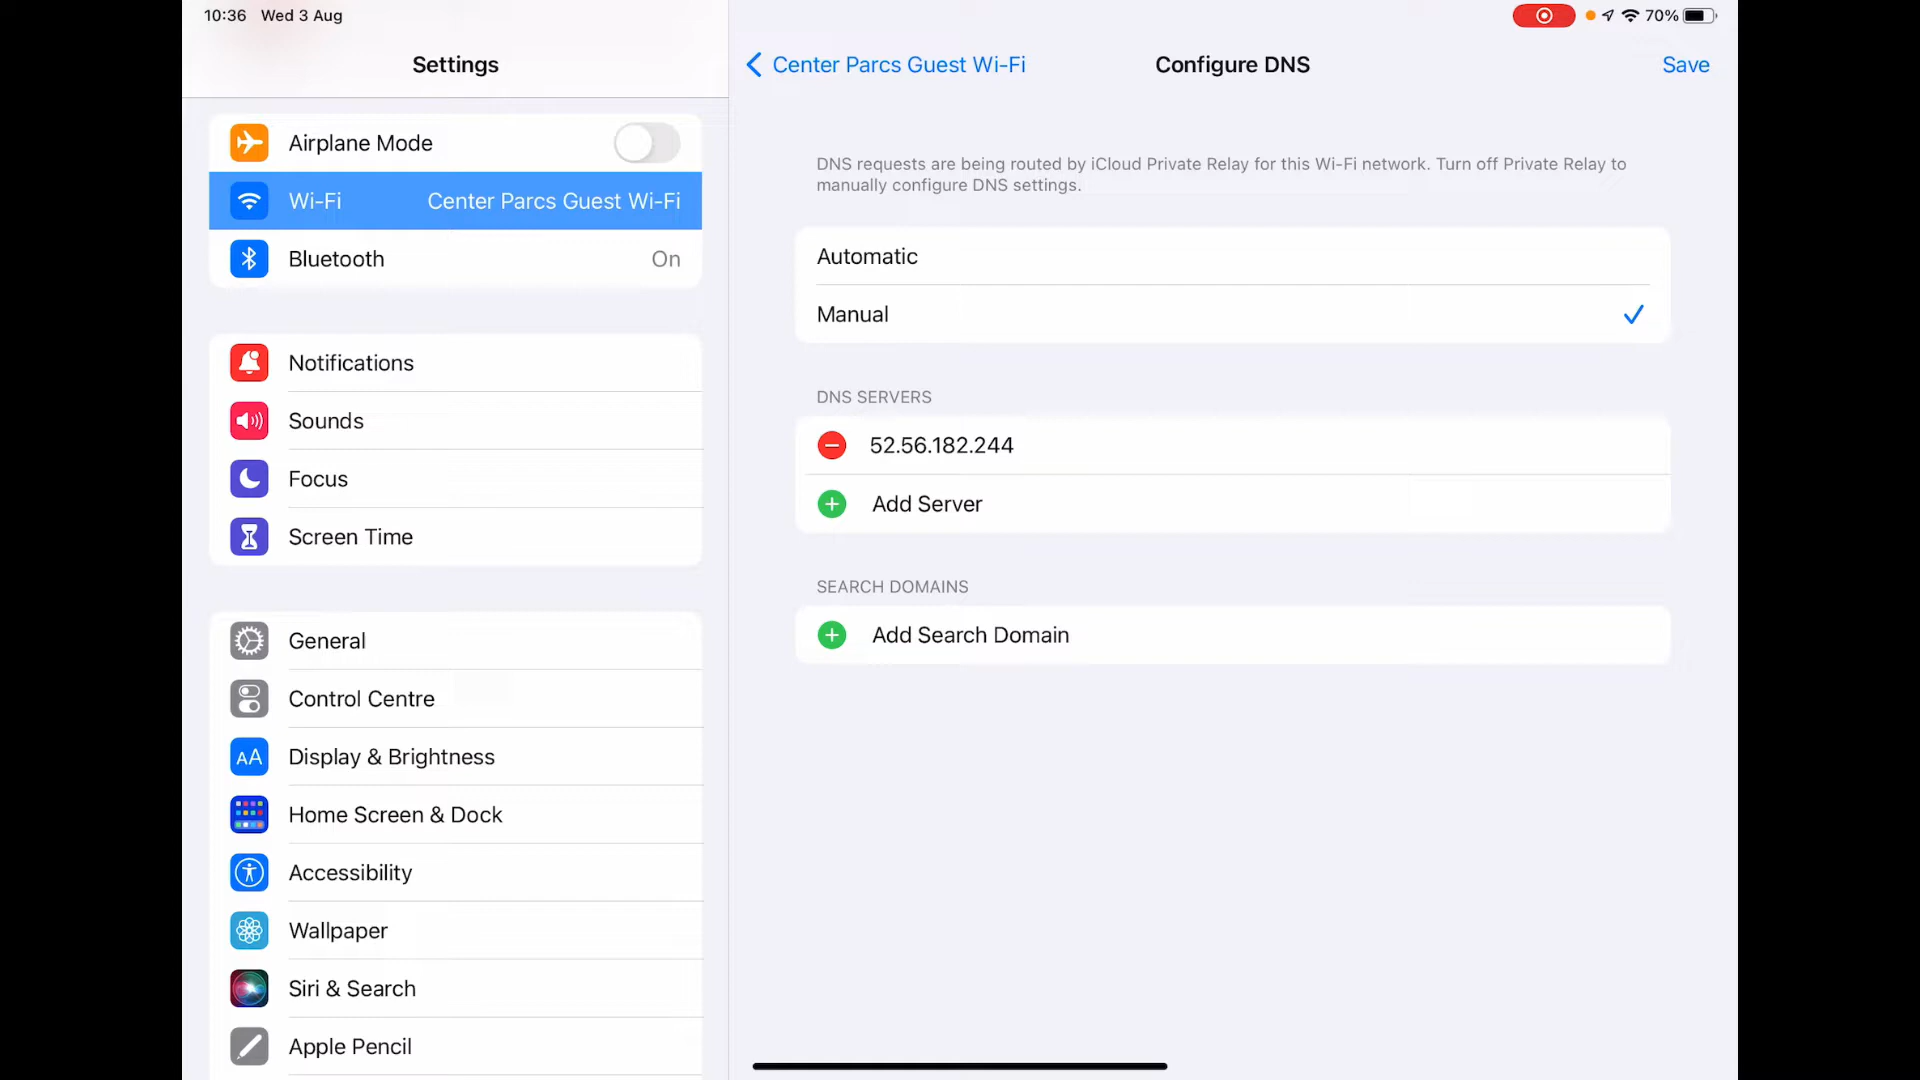 10:36 Wed 3 Aug
70%
Settings
Airplane Mode
Wi-Fi Center Parcs Guest Wi-Fi
Bluetooth On
Notifications
Sounds
Focus
Screen Time
General
Control Centre
AA Display & Brightness
Home Screen & Dock
Accessibility
Wallpaper
Siri & Search
Apple Pencil
Center Parcs Guest Wi-Fi Configure DNS Save
DNS requests are being routed by iCloud Private Relay for this Wi-Fi network. Turn off Private Relay to
manually configure DNS settings.
Automatic
Manual
DNS SERVERS
52.56.182.244
Add Server
SEARCH DOMAINS
Add Search Domain